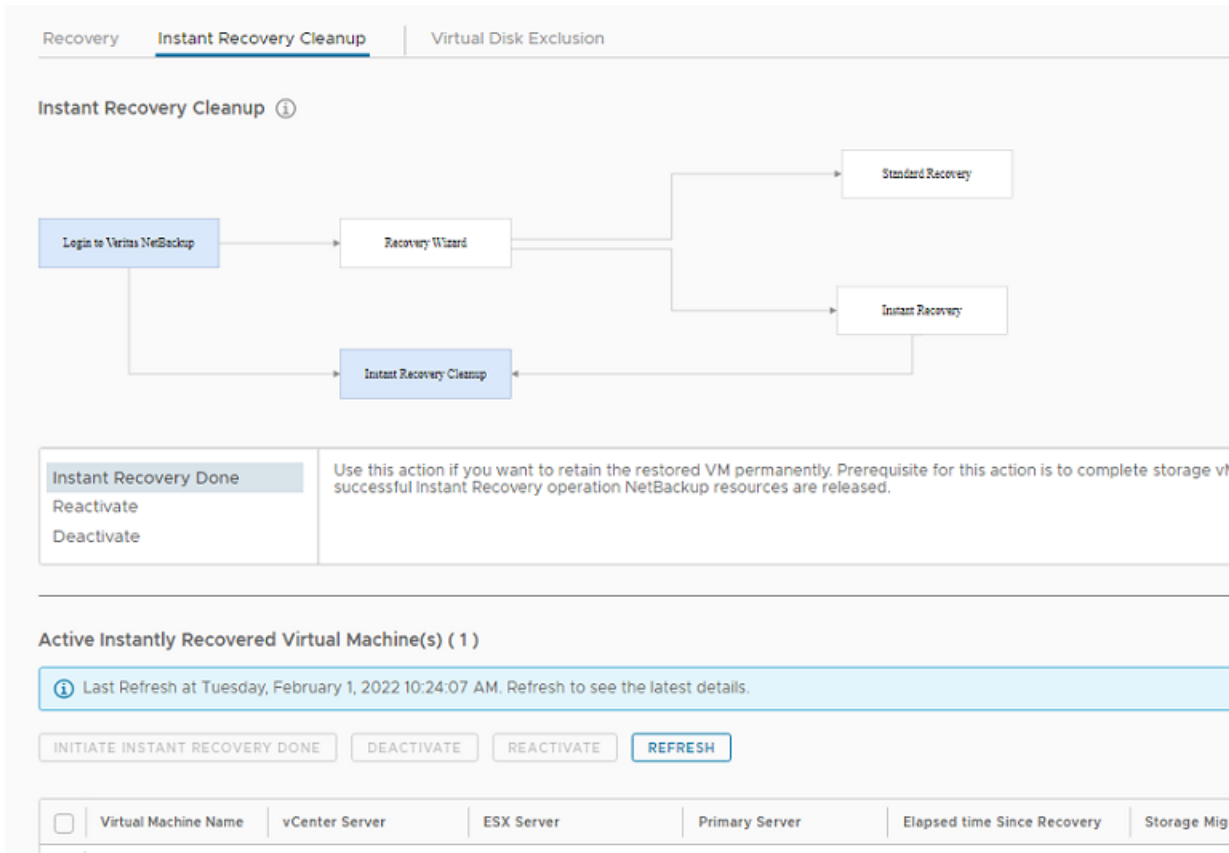 Recovery Instant Recovery Cleanup Virtual Disk Exclusion
Instant Recovery Cleanup
Standard Recovery
Login to Veritas NetBackup Recovery Wizard
Instant Recovery
Instant Recovery Cleanup
Instant Recovery Done
Reactivate
Deactivate
Use this action if you want to retain the restored VM permanently. Prerequisite for this action is to complete storage
successful Instant Recovery operation NetBackup resources are released.
Active Instantly Recovered Virtual Machine(s) ( 1 )
Last Refresh at Tuesday, February 1, 2022 10:24:07 AM. Refresh to see the latest details.
INITIATE INSTANT RECOVERY DONE DEACTIVATE REACTIVATE REFRESH
Virtual Machine Name vCenter Server ESX Server Primary Server Elapsed time Since Recovery Storage Mig